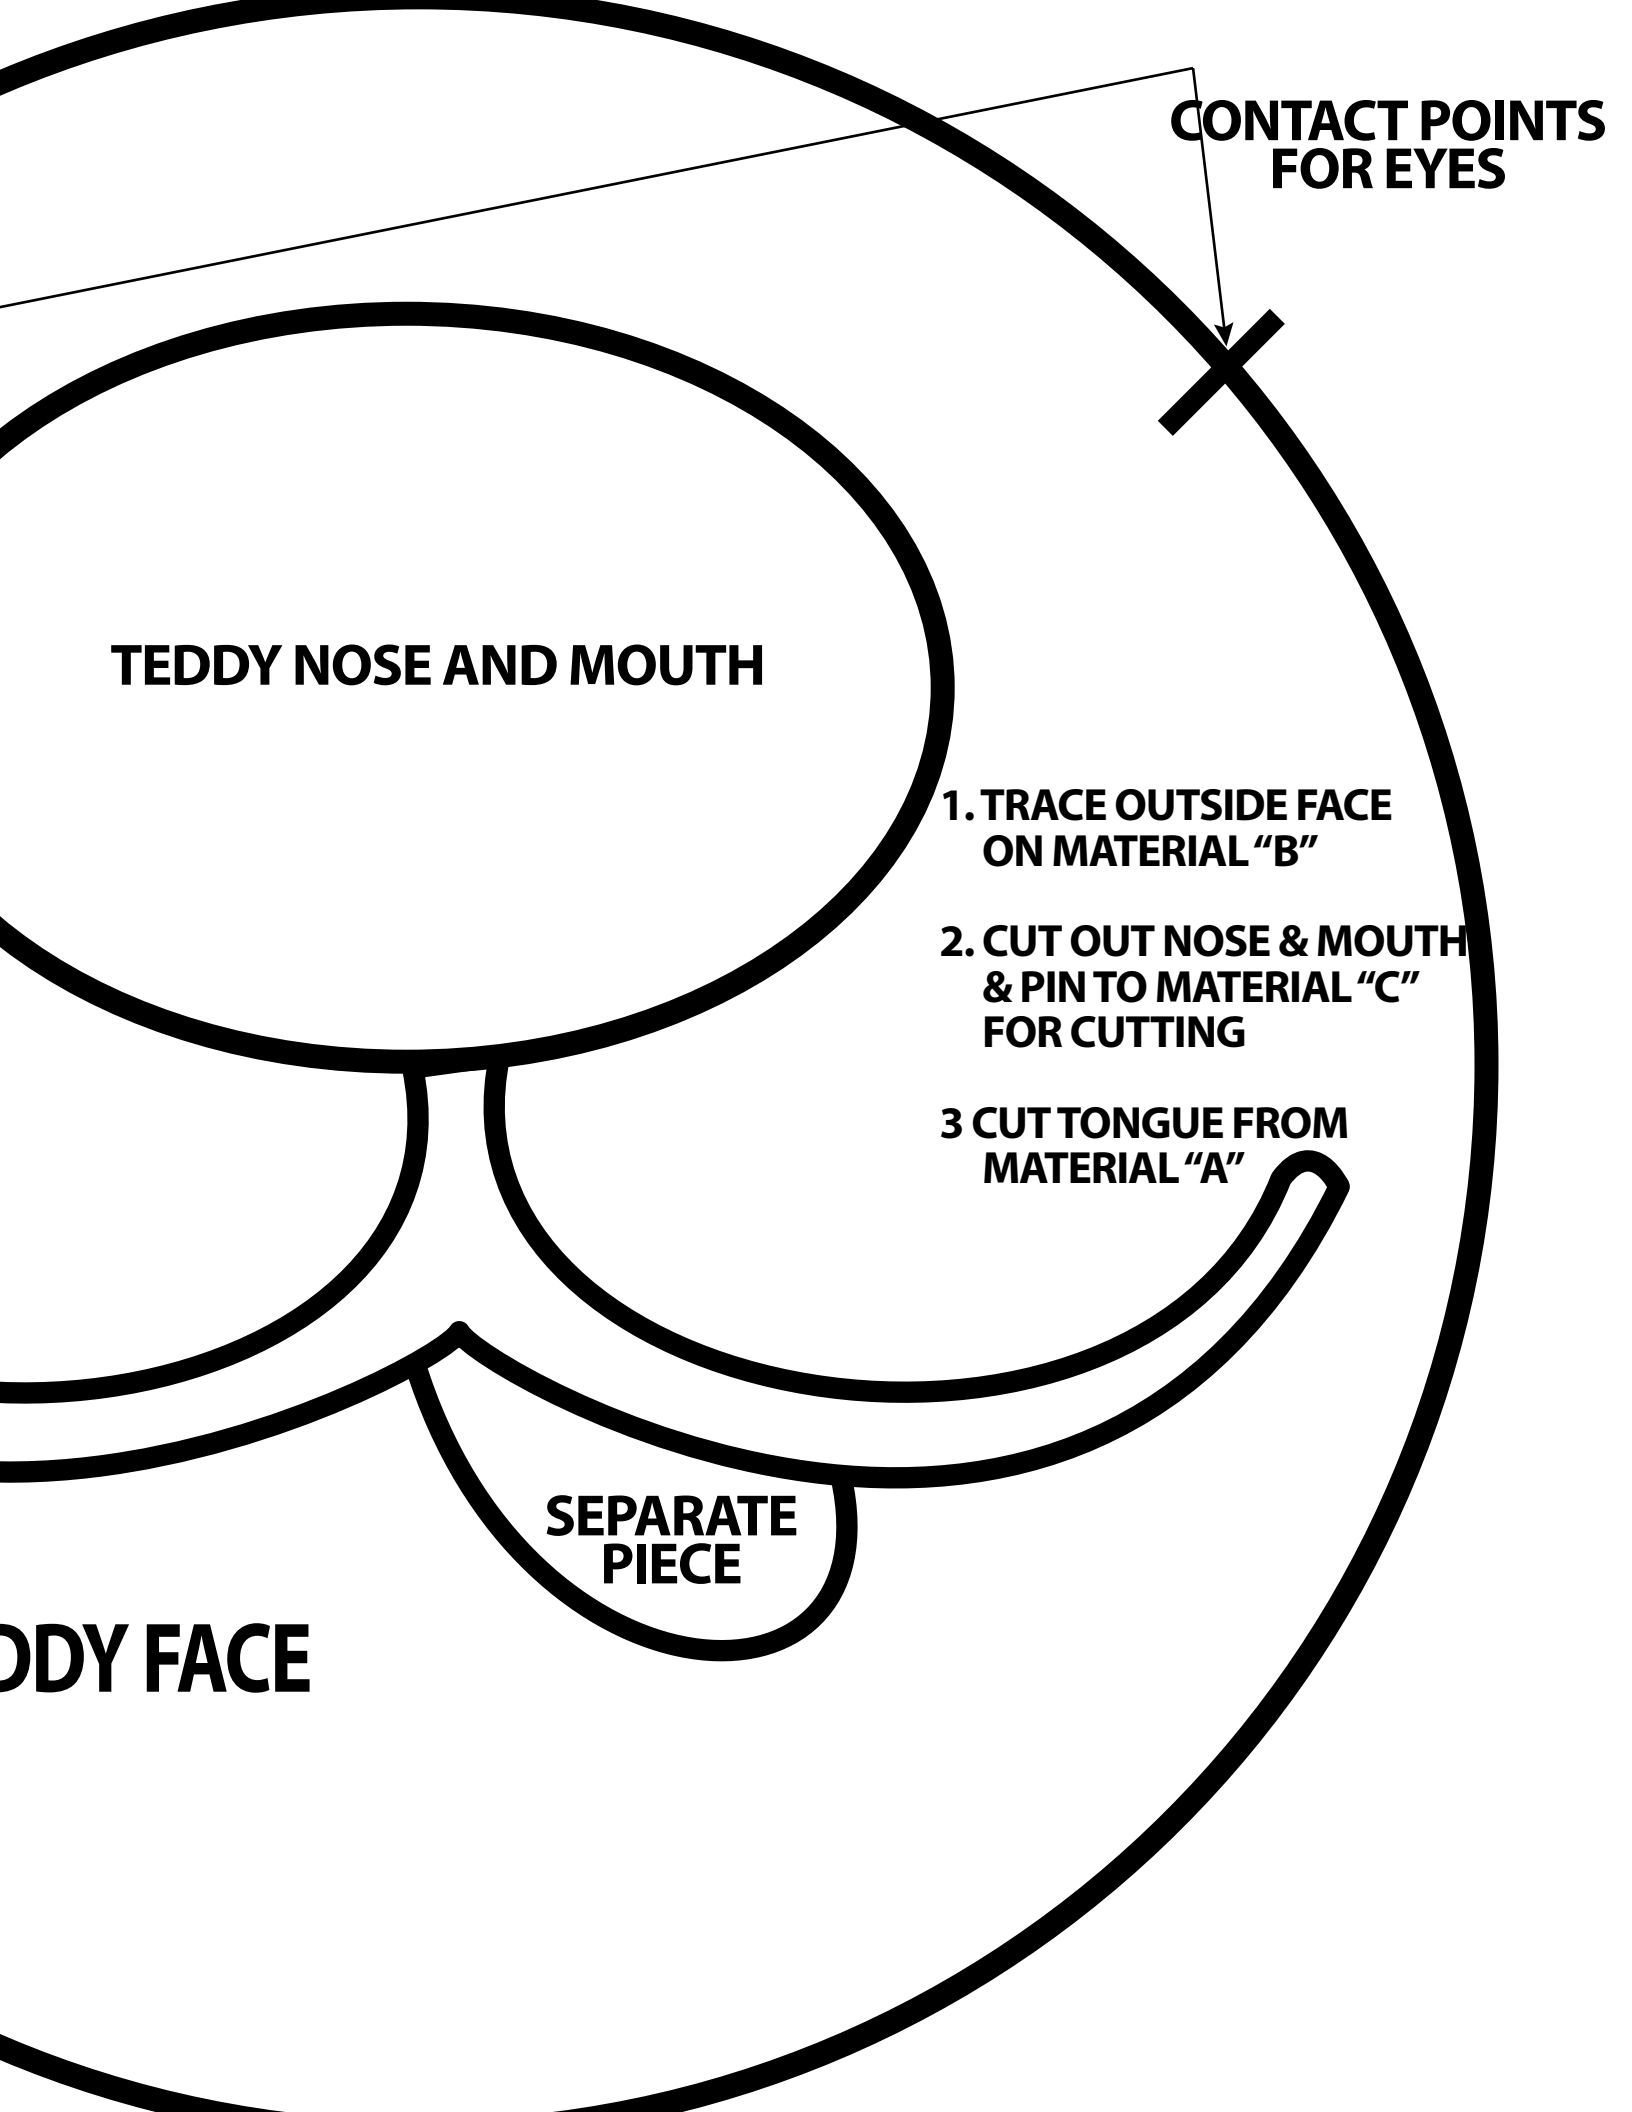 CONTACT POINTS
FOR EYES
TEDDY NOSE AND MOUTH
1. TRACE OUTSIDE FACE
ON MATERIAL “B”
2. CUT OUT NOSE & MOUTH
& PIN TO MATERIAL “C”
FOR CUTTING
3 CUT TONGUE FROM
MATERIAL “A”
SEPARATE
PIECE
DDY FACE